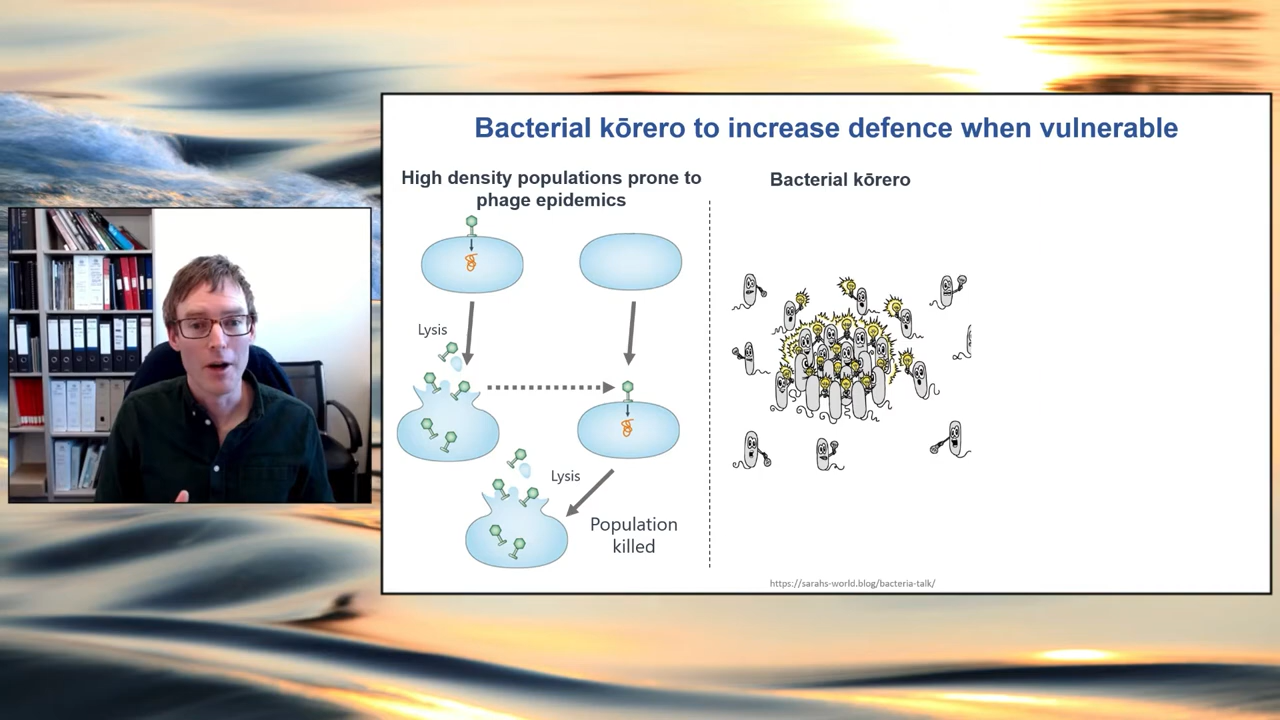 Bacterial kōrero to increase defence when vulnerable
High density populations prone to
phage epidemics
Lysis
Lysis
Population
killed
Bacterial kōrero
https://sarahs-world.blog/bacteria-talk/